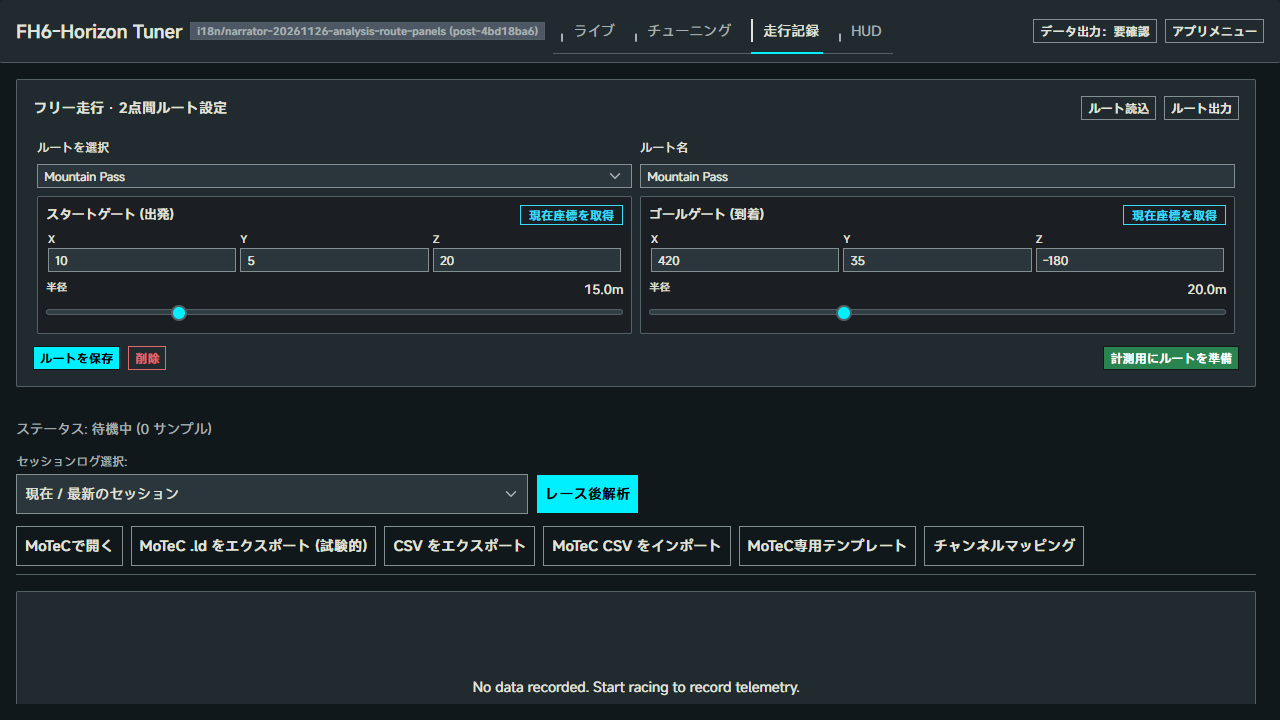 FH6-Horizon Tuner i18n/narrator-20261126-analysis-route-panels (post-4bd18ba6) ライブ チューニング 走行記録 HUD データ出力: 要確認 アプリメニュー
フリー走行・2点間ルート設定 ルート読込 ルート出力
ルートを選択 ルート名
Mountain Pass Mountain Pass
スタートゲート (出発) 現在座標を取得 ゴールゲート (到着) 現在座標を取得
X Y Z X Y Z
10 5 20 420 35 -180
半径 15.0m 半径 20.0m
ルートを保存 削除 計測用にルートを準備
ステータス: 待機中 (0 サンプル)
セッションログ選択:
現在 / 最新のセッション レース後解析
MoTeCで開く MoTeC .ld をエクスポート (試験的) CSV をエクスポート MoTeC CSV をインポート MoTeC専用テンプレート チャンネルマッピング
No data recorded. Start racing to record telemetry.